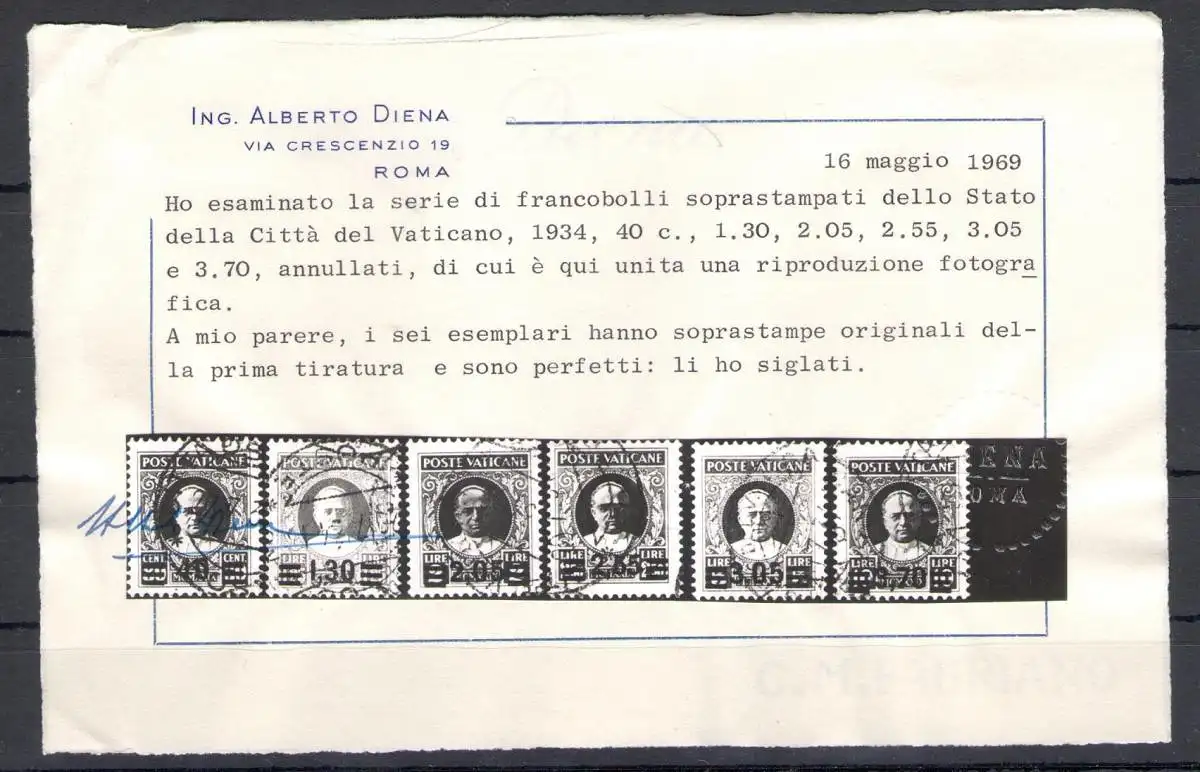 ING. ALBERTO DIENA
VIA CRESCENZIO 19
ROMA
16 maggio 1969
Ho esaminato la serie di francobolli soprastampati dello Stato
della Città del Vaticano, 1934, 40 c., 1.30, 2.05, 2.55, 3.05
e 3.70, annullati, di cui è qui unita una riproduzione fotogra
fica.
A mio parere, i sei esemplari hanno soprastampe originali del-
la prima tiratura e sono perfetti: li ho siglati.
POSTE VATICANE POSTE VATICANE POSTE VATICANE POSTE VATICANE POSTE VATICANE POSTE VATICANE
ENA
OMA
CENT CENT LIRE LIRE LIRE LIRE LIRE LIRE LIRE LIRE
40 1.30 2.05 2.55 3.05 3.70